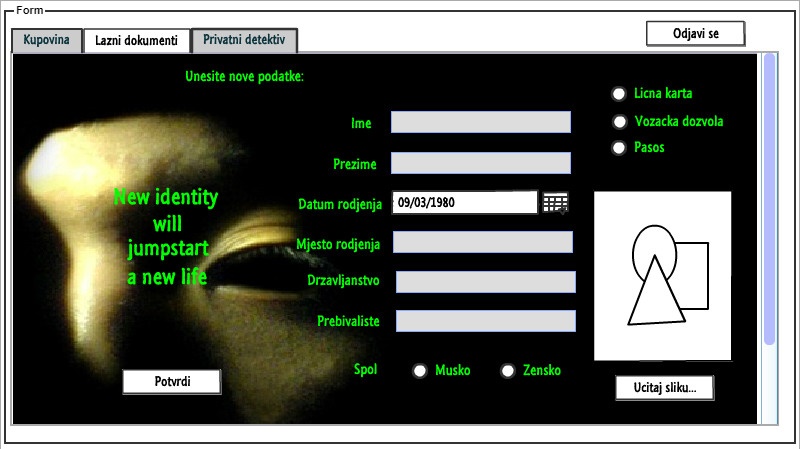 Form
Kupovina
Lazni dokumenti
Privatni detektiv
Odjavi se
Unesite nove podatke:
Licna karta
Vozacka dozvola
Pasos
Ime
Prezime
Datum rodjenja
09/03/1980
Mjesto rodjenja
Drzavljanstvo
Prebivaliste
Spol
Musko
Zensko
New identity
will
jumpstart
a new life
Potvrdi
Ucitaj sliku...